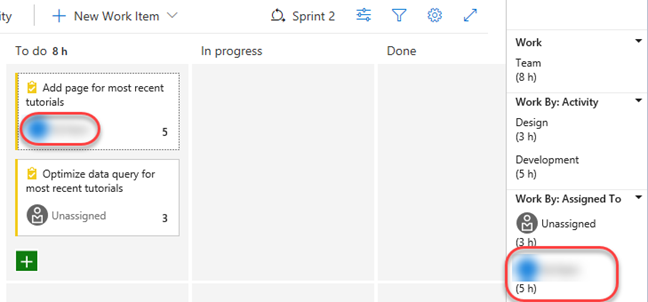 ity
New Work Item
Sprint 2
To do 8 h
In progress
Done
Add page for most recent
tutorials
5
Optimize data query for
most recent tutorials
Unassigned
3
Work
Team
(8 h)
Work By: Activity
Design
(3 h)
Development
(5 h)
Work By: Assigned To
Unassigned
(3 h)
(5 h)